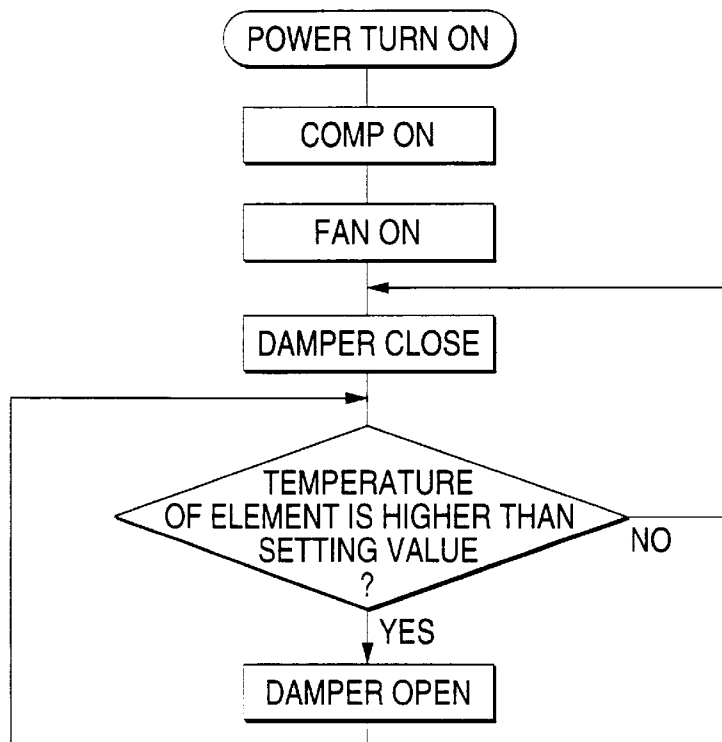 POWER TURN ON
COMP ON
FAN ON
DAMPER CLOSE
TEMPERATURE
OF ELEMENT IS HIGHER THAN
SETTING VALUE
?
NO
YES
DAMPER OPEN